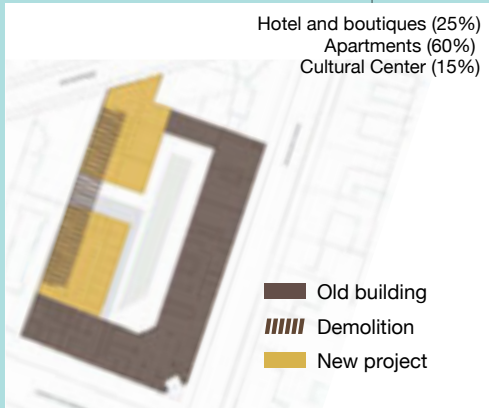 Hotel and boutiques (25%)
Apartments (60%)
Cultural Center (15%)
Old building
Demolition
New project